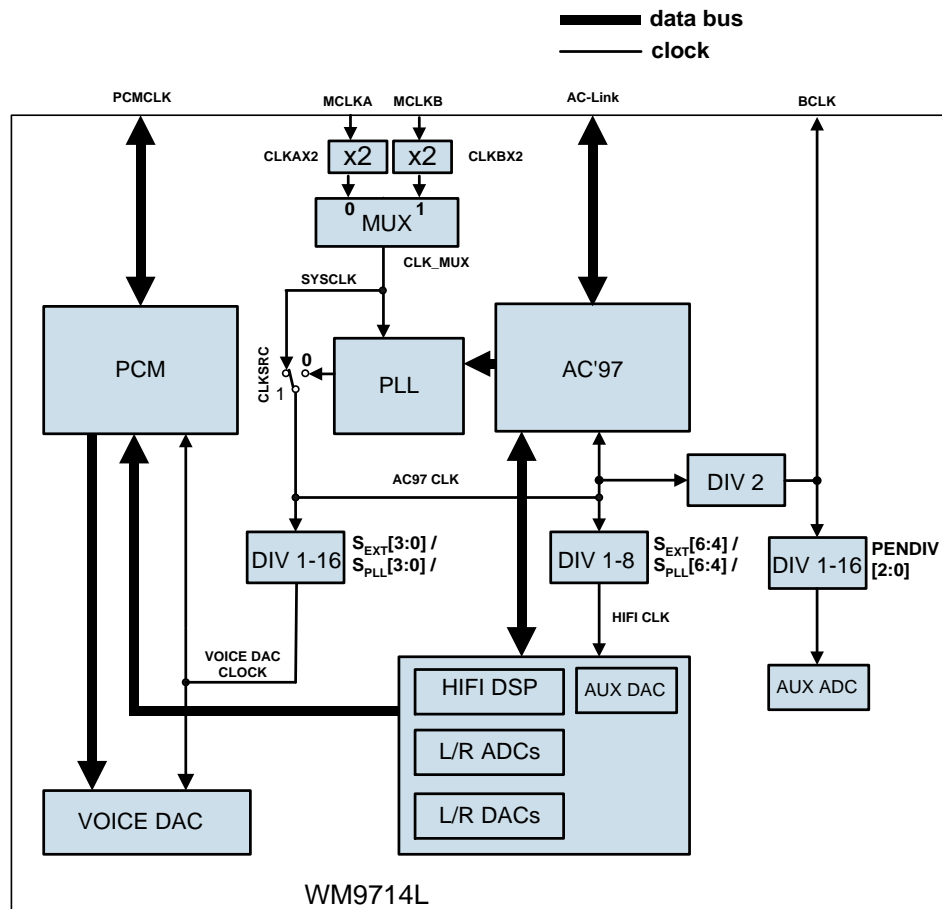 data bus
clock
PCMCLK
MCLKA
MCLKB
AC-Link
BCLK
CLKAX2
x2
x2
CLKBX2
0
1
MUX
CLK_MUX
SYSCLK
PCM
CLKSRC
0
1
PLL
AC'97
AC97 CLK
DIV 2
DIV 1-16
S_EXT[3:0] /
S_PLL[3:0] /
DIV 1-8
S_EXT[6:4] /
S_PLL[6:4] /
DIV 1-16
PENDIV
[2:0]
HIFI CLK
VOICE DAC
CLOCK
HIFI DSP
AUX DAC
AUX ADC
L/R ADCs
L/R DACs
VOICE DAC
WM9714L